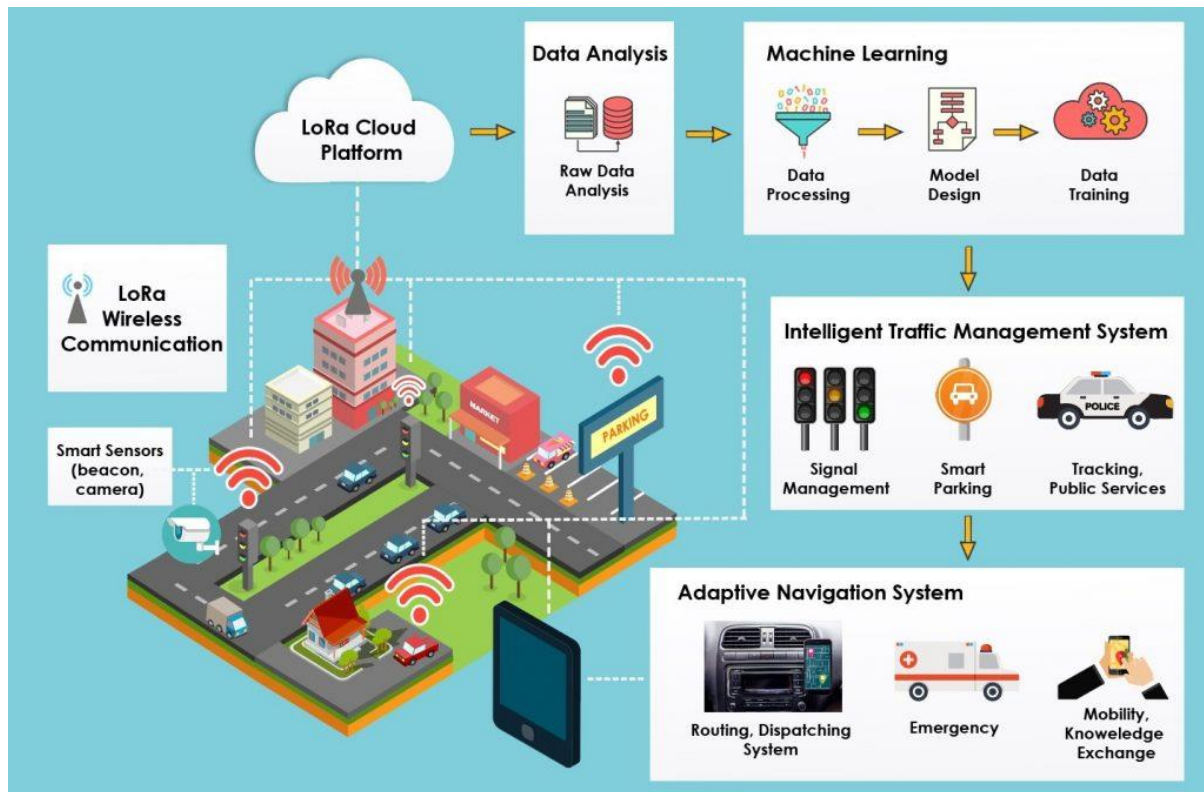 LoRa Cloud
Platform
Data Analysis
Raw Data
Analysis
Machine Learning
Data
Processing
Model
Design
Data
Training
LoRa
Wireless
Communication
Smart Sensors
(beacon,
camera)
MARKET
PARKING
Intelligent Traffic Management System
Signal
Management
Smart
Parking
POLICE
Tracking,
Public Services
Adaptive Navigation System
Routing, Dispatching
System
Emergency
Mobility,
Knoweledge
Exchange